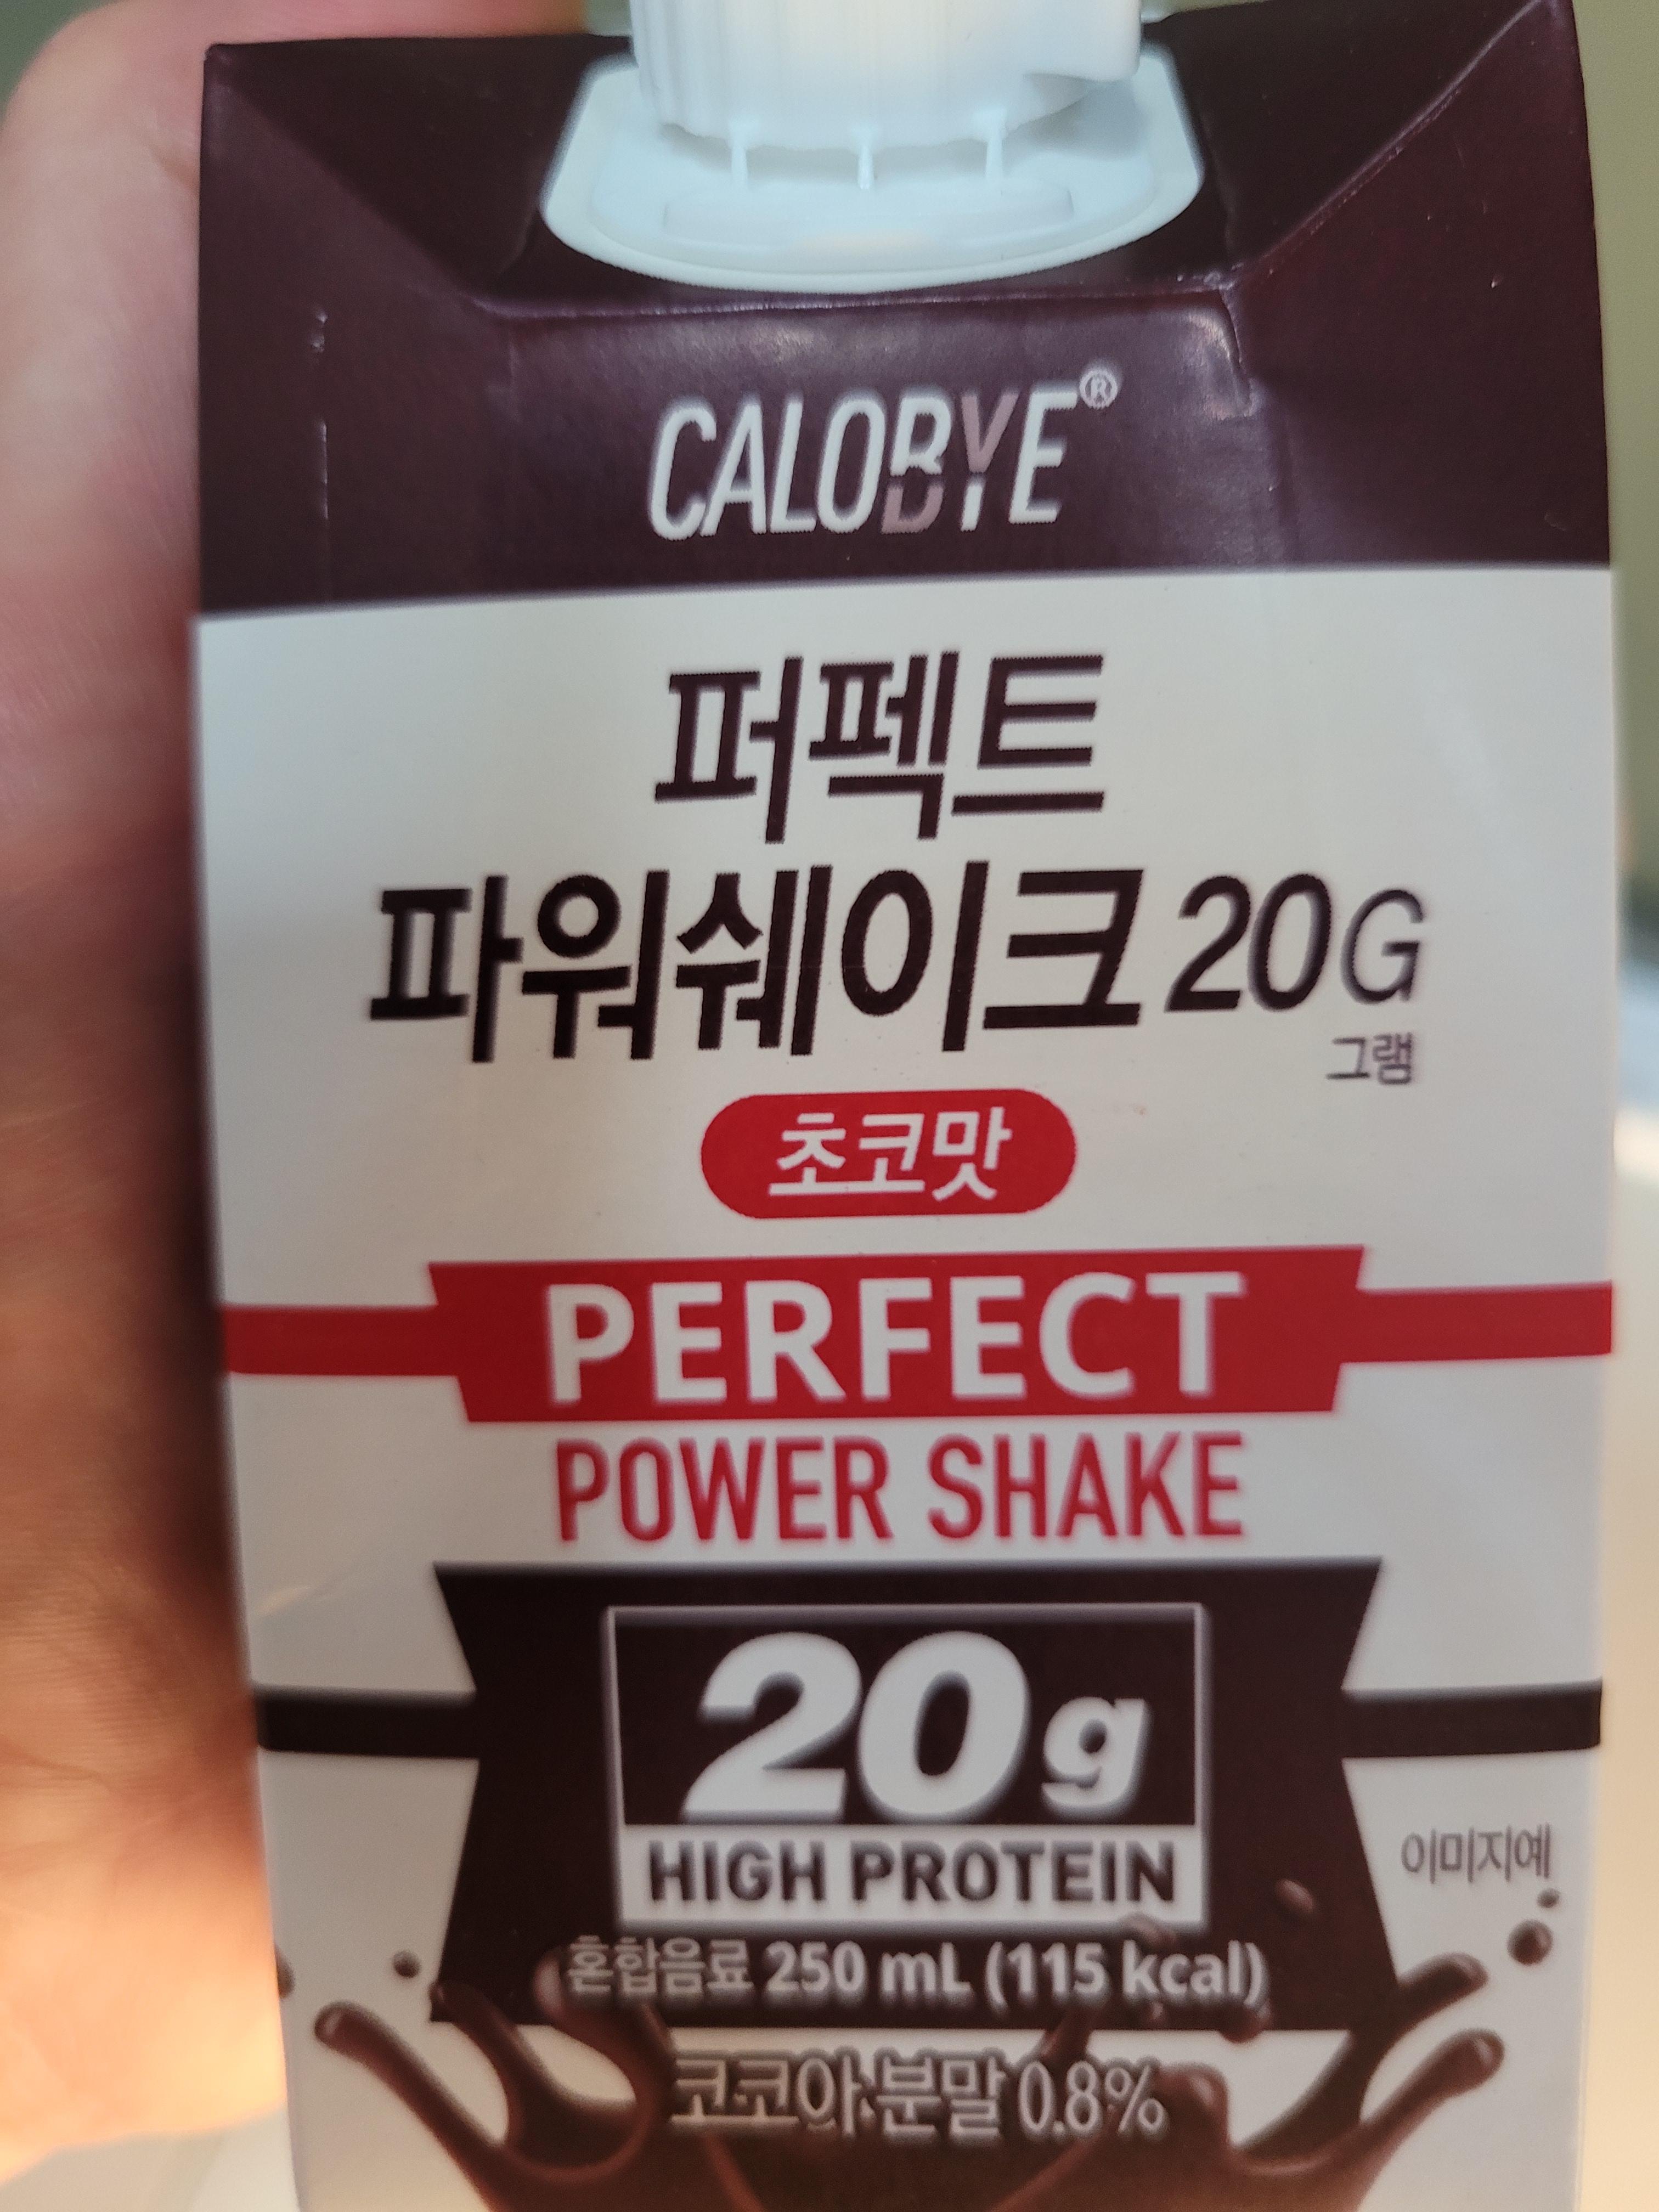 CALOBYE®
퍼펙트
파워쉐이크 20G
그램
초코맛
PERFECT
POWER SHAKE
20g
HIGH PROTEIN
이미지예
혼합음료 250 mL (115 kcal)
코코아분말 0.8%